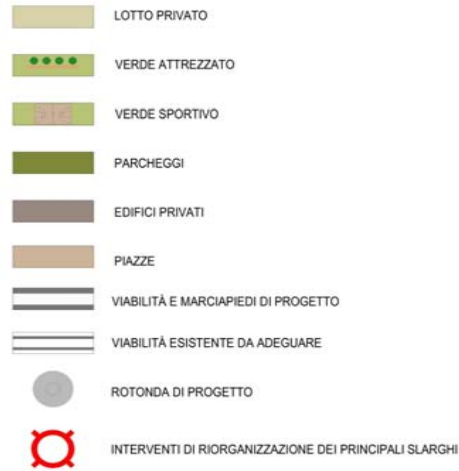 LOTTO PRIVATO
VERDE ATTREZZATO
VERDE SPORTIVO
PARCHEGGI
EDIFICI PRIVATI
PIAZZE
VIABILITÀ E MARCIAPIEDI DI PROGETTO
VIABILITÀ ESISTENTE DA ADEGUARE
ROTONDA DI PROGETTO
INTERVENTI DI RIORGANIZZAZIONE DEI PRINCIPALI SLARGHI